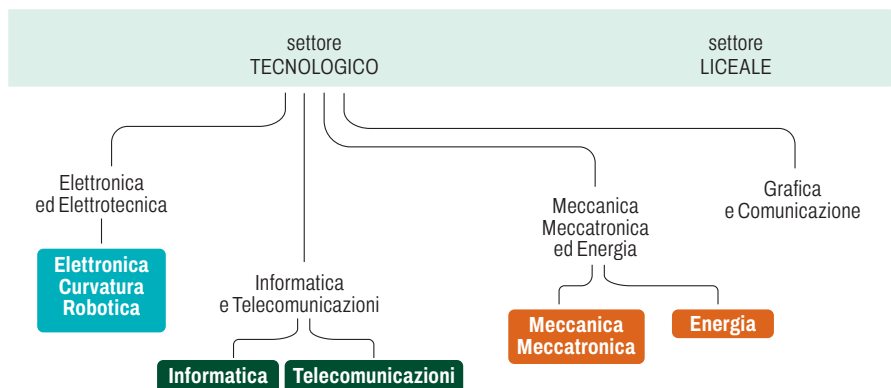 settore
TECNOLOGICO
settore
LICEALE
Elettronica
ed Elettrotecnica
Elettronica
Curvatura
Robotica
Informatica
e Telecomunicazioni
Informatica
Telecomunicazioni
Meccanica
Meccatronica
ed Energia
Meccanica
Meccatronica
Energia
Grafica
e Comunicazione